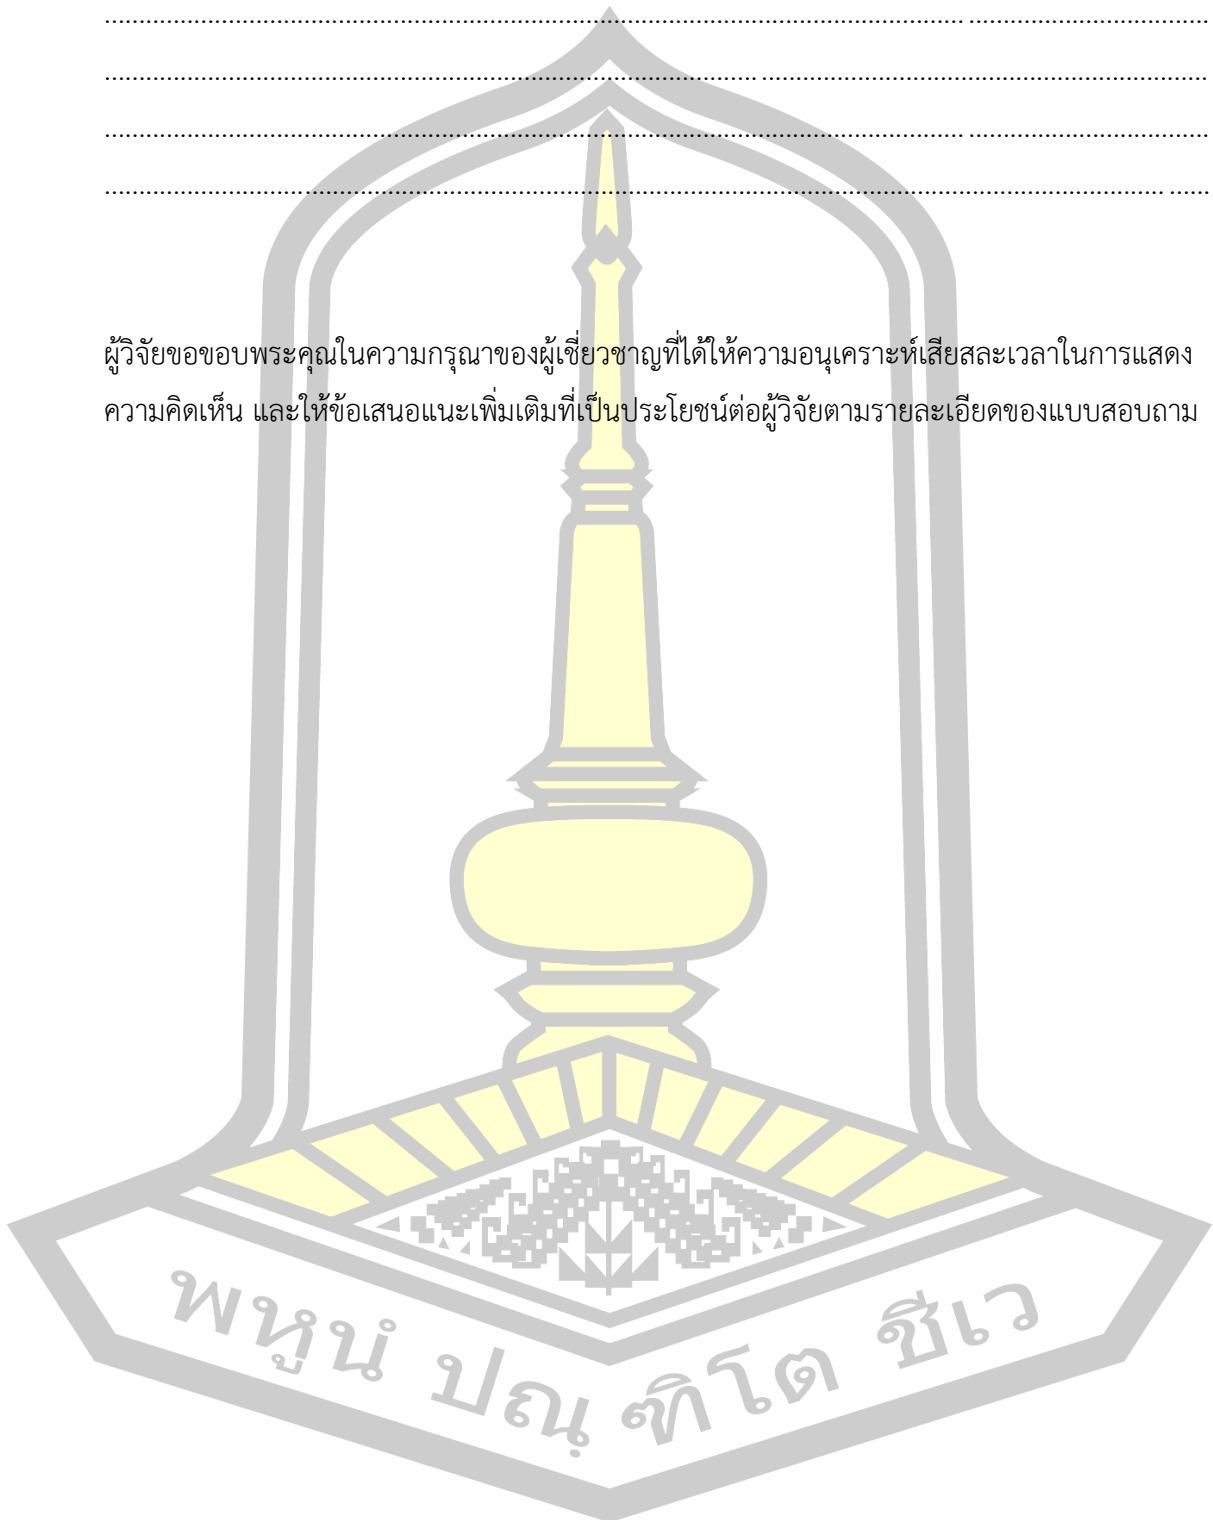 ........................................................................................................................... ...................................
.............................................................................................. .................................................................
........................................................................................................................... ...................................
........................................................................................................................................................ ......
ผู้วิจัยขอขอบพระคุณในความกรุณาของผู้เชี่ยวชาญที่ได้ให้ความอนุเคราะห์เสียสละเวลาในการแสดง
ความคิดเห็น และให้ข้อเสนอแนะเพิ่มเติมที่เป็นประโยชน์ต่อผู้วิจัยตามรายละเอียดของแบบสอบถาม
พหูนํ ปณฺฑิโต ชีเว